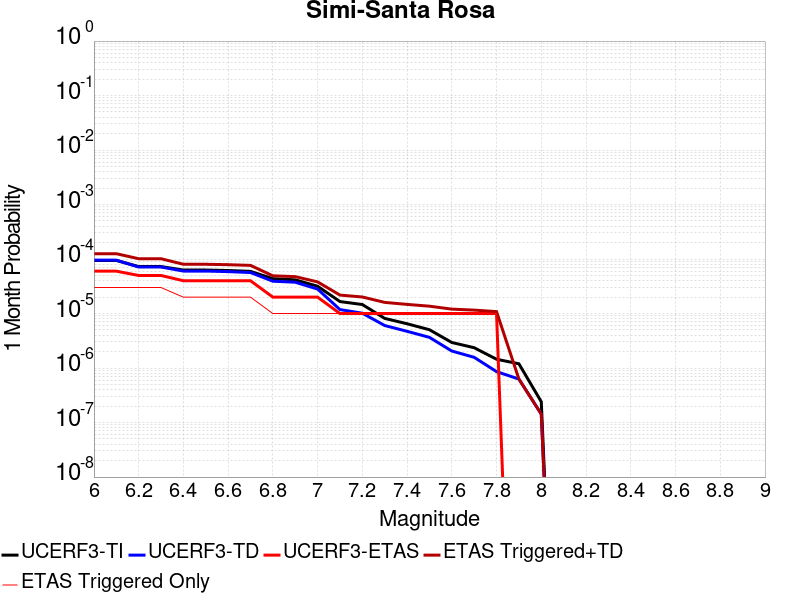 Simi-Santa Rosa
10^0
10^-1
10^-2
10^-3
10^-4
10^-5
10^-6
10^-7
10^-8
1 Month Probability
6 6.2 6.4 6.6 6.8 7 7.2 7.4 7.6 7.8 8 8.2 8.4 8.6 8.8 9
Magnitude
UCERF3-TI UCERF3-TD UCERF3-ETAS ETAS Triggered+TD
ETAS Triggered Only